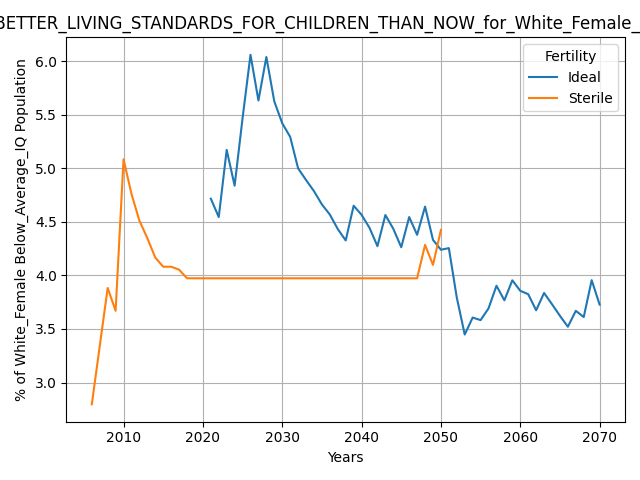 BETTER_LIVING_STANDARDS_FOR_CHILDREN_THAN_NOW_for_White_Female_
Fertility
Ideal
Sterile
% of White_Female Below_Average_IQ Population
6.0
5.5
5.0
4.5
4.0
3.5
3.0
2010
2020
2030
2040
2050
2060
2070
Years